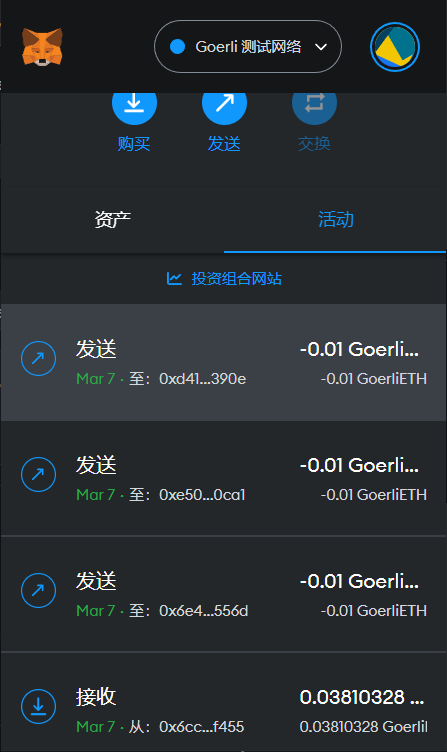 Goerli 测试网络
购买 发送 交换
资产 活动
投资组合网站
发送 -0.01 Goerli...
Mar 7 · 至: 0xd41...390e -0.01 GoerliETH
发送 -0.01 Goerli...
Mar 7 · 至: 0xe50...0ca1 -0.01 GoerliETH
发送 -0.01 Goerli...
Mar 7 · 至: 0x6e4...556d -0.01 GoerliETH
接收 0.03810328 ...
Mar 7 · 从: 0x6cc...f455 0.03810328 Goerli